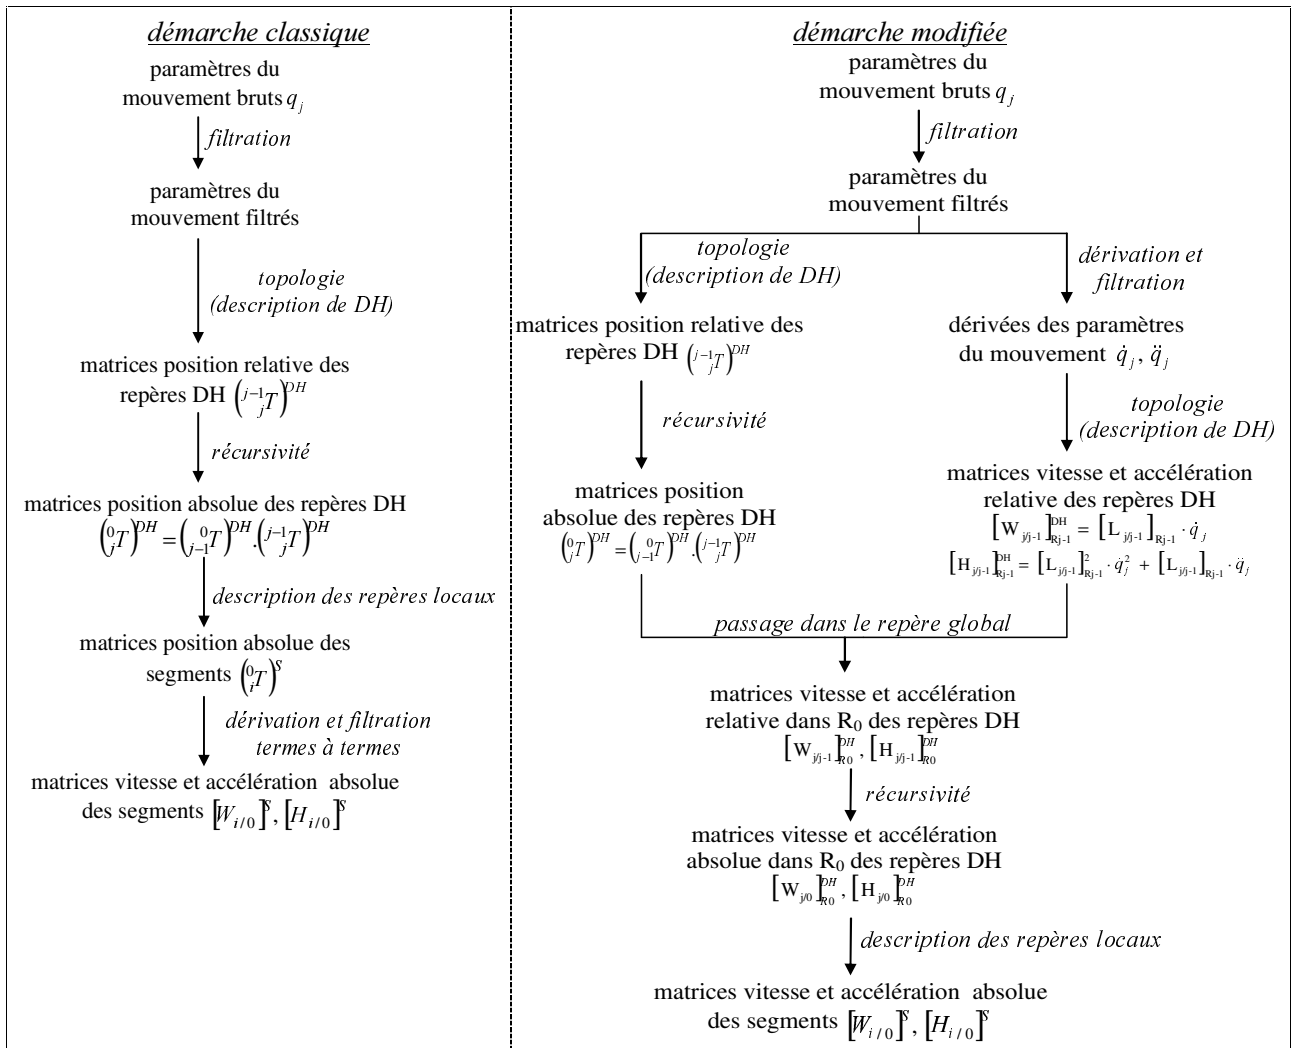 démarche classique
paramètres du
mouvement bruts q_j
filtration
paramètres du
mouvement filtrés
topologie
(description de DH)
matrices position relative des
repères DH (^{j-1}_j T)^{DH}
récursivité
matrices position absolue des repères DH
(^0_j T)^{DH} = (^0_{j-1} T)^{DH} . (^{j-1}_j T)^{DH}
description des repères locaux
matrices position absolue des
segments (^0_i T)^S
dérivation et filtration
termes à termes
matrices vitesse et accélération absolue
des segments [W_{i/0}]^S, [H_{i/0}]^S
démarche modifiée
paramètres du
mouvement bruts q_j
filtration
paramètres du
mouvement filtrés
topologie
(description de DH)
matrices position relative des
repères DH (^{j-1}_j T)^{DH}
récursivité
matrices position
absolue des repères DH
(^0_j T)^{DH} = (^0_{j-1} T)^{DH} . (^{j-1}_j T)^{DH}
dérivation et
filtration
dérivées des paramètres
du mouvement q̇_j, q̈_j
topologie
(description de DH)
matrices vitesse et accélération
relative des repères DH
[W_{j/j-1}]^{DH}_{Rj-1} = [L_{j/j-1}]_{Rj-1} · q̇_j
[H_{j/j-1}]^{DH}_{Rj-1} = [L_{j/j-1}]^2_{Rj-1} · q̇_j^2 + [L_{j/j-1}]_{Rj-1} · q̈_j
passage dans le repère global
matrices vitesse et accélération
relative dans R_0 des repères DH
[W_{j/j-1}]^{DH}_{R0}, [H_{j/j-1}]^{DH}_{R0}
récursivité
matrices vitesse et accélération
absolue dans R_0 des repères DH
[W_{j/0}]^{DH}_{R0}, [H_{j/0}]^{DH}_{R0}
description des repères locaux
matrices vitesse et accélération absolue
des segments [W_{i/0}]^S, [H_{i/0}]^S